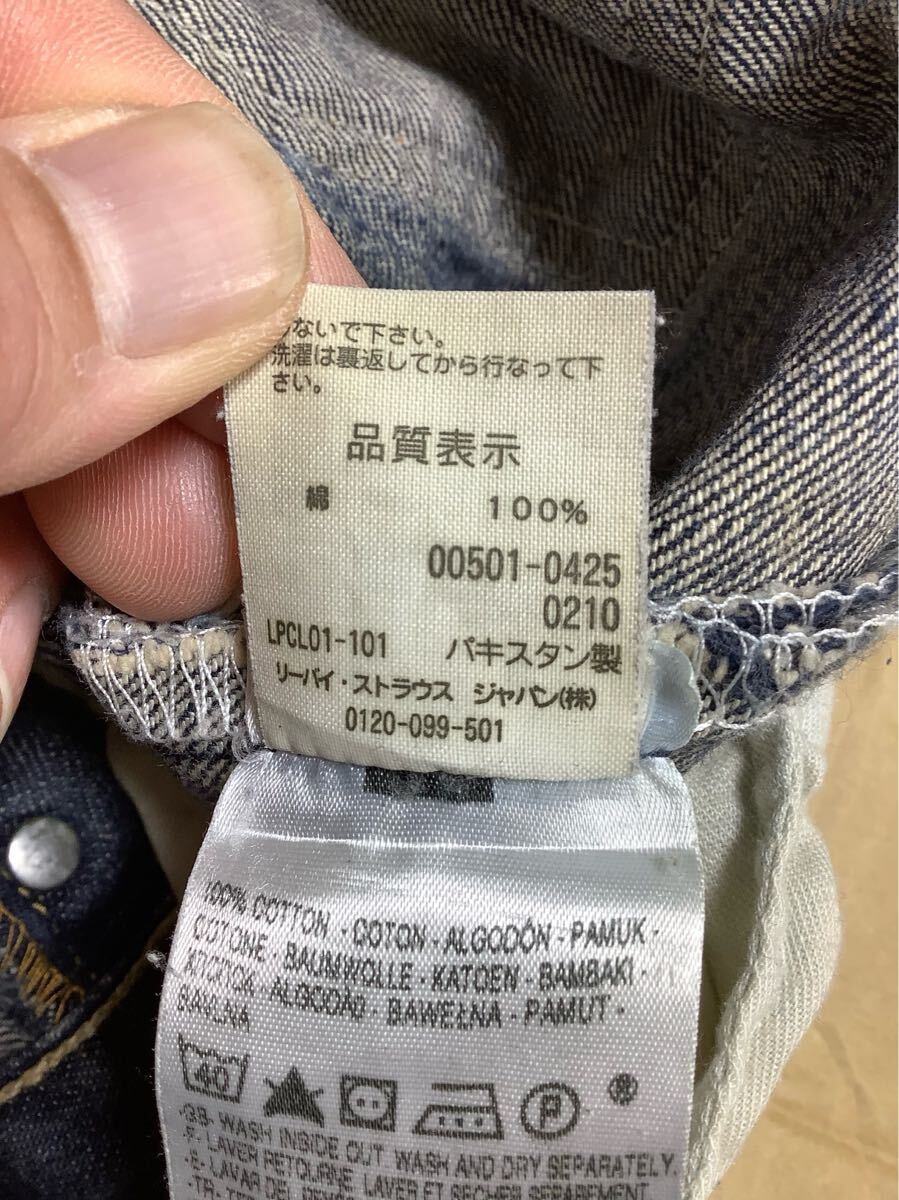 ないで下さい。
洗濯は裏返してから行なって下
さい。
品質表示
綿 100%
00501-0425
0210
LPCL01-101 パキスタン製
リーバイ・ストラウス ジャパン(株)
0120-099-501
100% COTTON · COTON · ALGODÓN · PAMUK ·
COTONE · BAUMWOLLE · KATOEN · BAMBAKI ·
ALGODÃO · BAWEŁNA · PAMUT ·
BAVLNA
40
P
®
·GB- WASH INSIDE OUT WASH AND DRY SEPARATELY.
·F- LAVER RETOURNE LAVER ET SECHER SEPAREMENT.